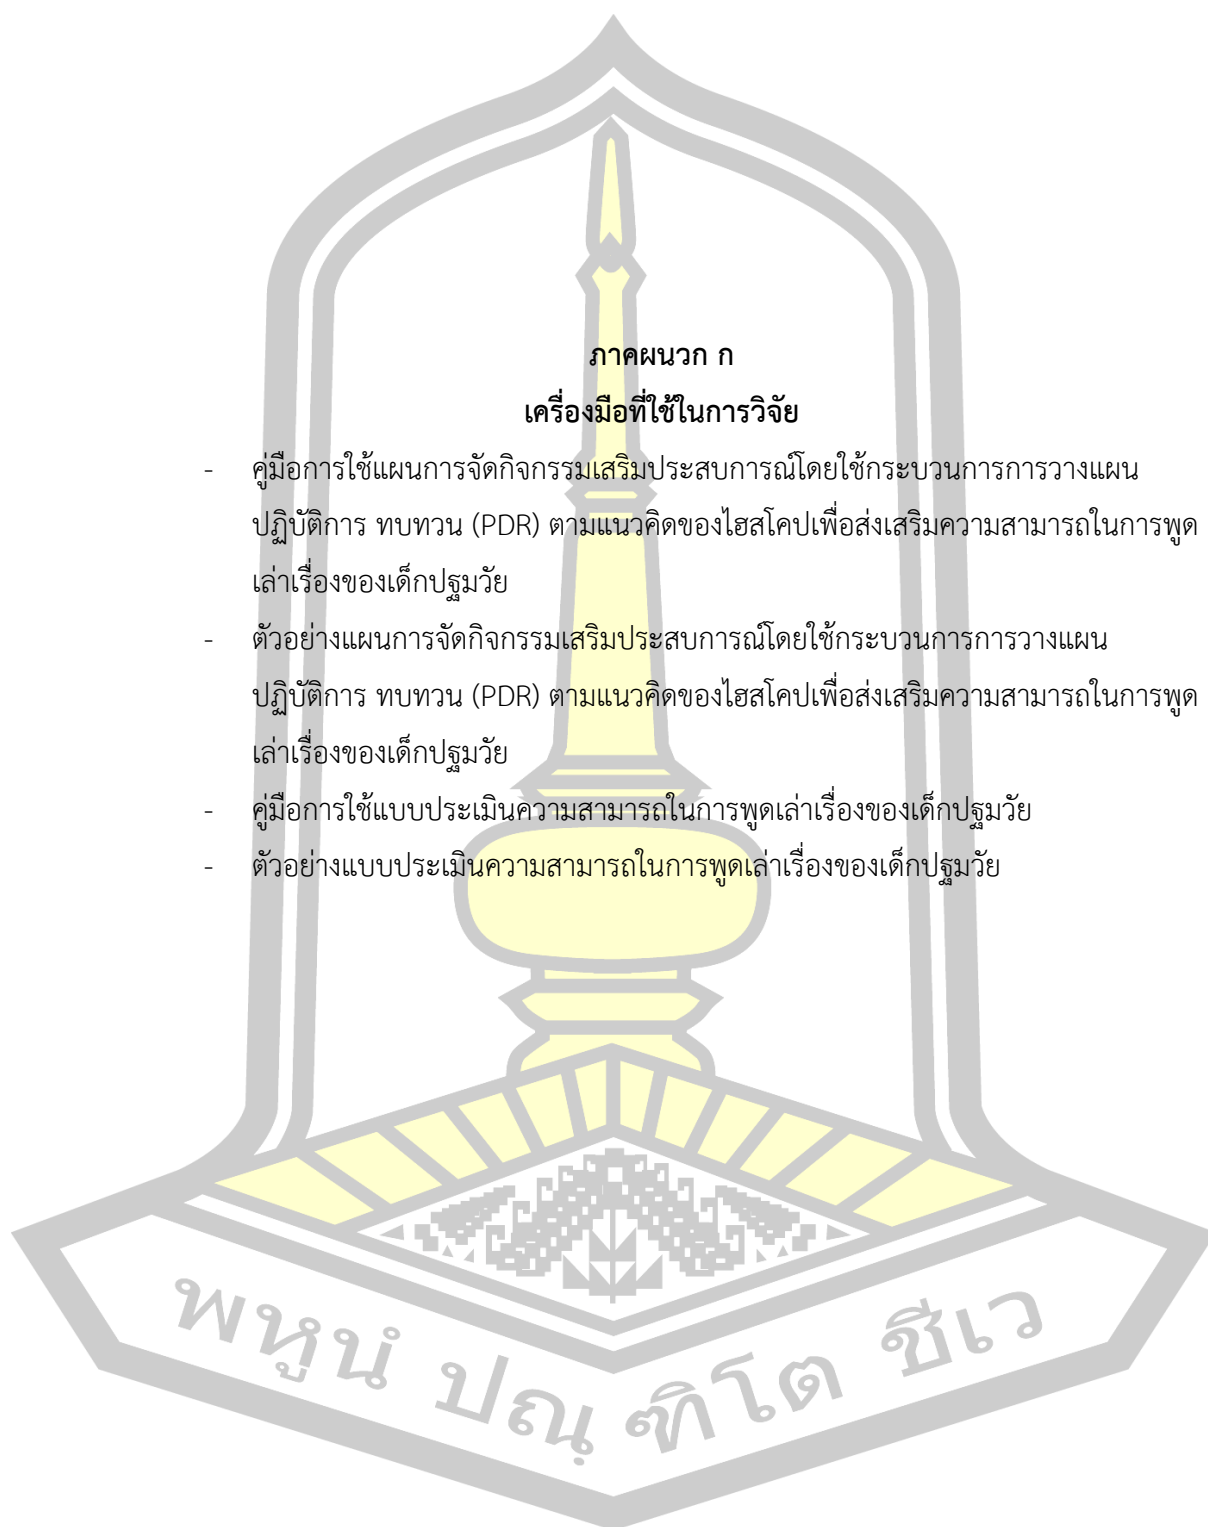 ภาคผนวก ก
เครื่องมือที่ใช้ในการวิจัย
- คู่มือการใช้แผนการจัดกิจกรรมเสริมประสบการณ์โดยใช้กระบวนการการวางแผน
ปฏิบัติการ ทบทวน (PDR) ตามแนวคิดของไฮสโคปเพื่อส่งเสริมความสามารถในการพูด
เล่าเรื่องของเด็กปฐมวัย
- ตัวอย่างแผนการจัดกิจกรรมเสริมประสบการณ์โดยใช้กระบวนการการวางแผน
ปฏิบัติการ ทบทวน (PDR) ตามแนวคิดของไฮสโคปเพื่อส่งเสริมความสามารถในการพูด
เล่าเรื่องของเด็กปฐมวัย
- คู่มือการใช้แบบประเมินความสามารถในการพูดเล่าเรื่องของเด็กปฐมวัย
- ตัวอย่างแบบประเมินความสามารถในการพูดเล่าเรื่องของเด็กปฐมวัย
พหูนํ ปณฺ ฑิโต ชีเว